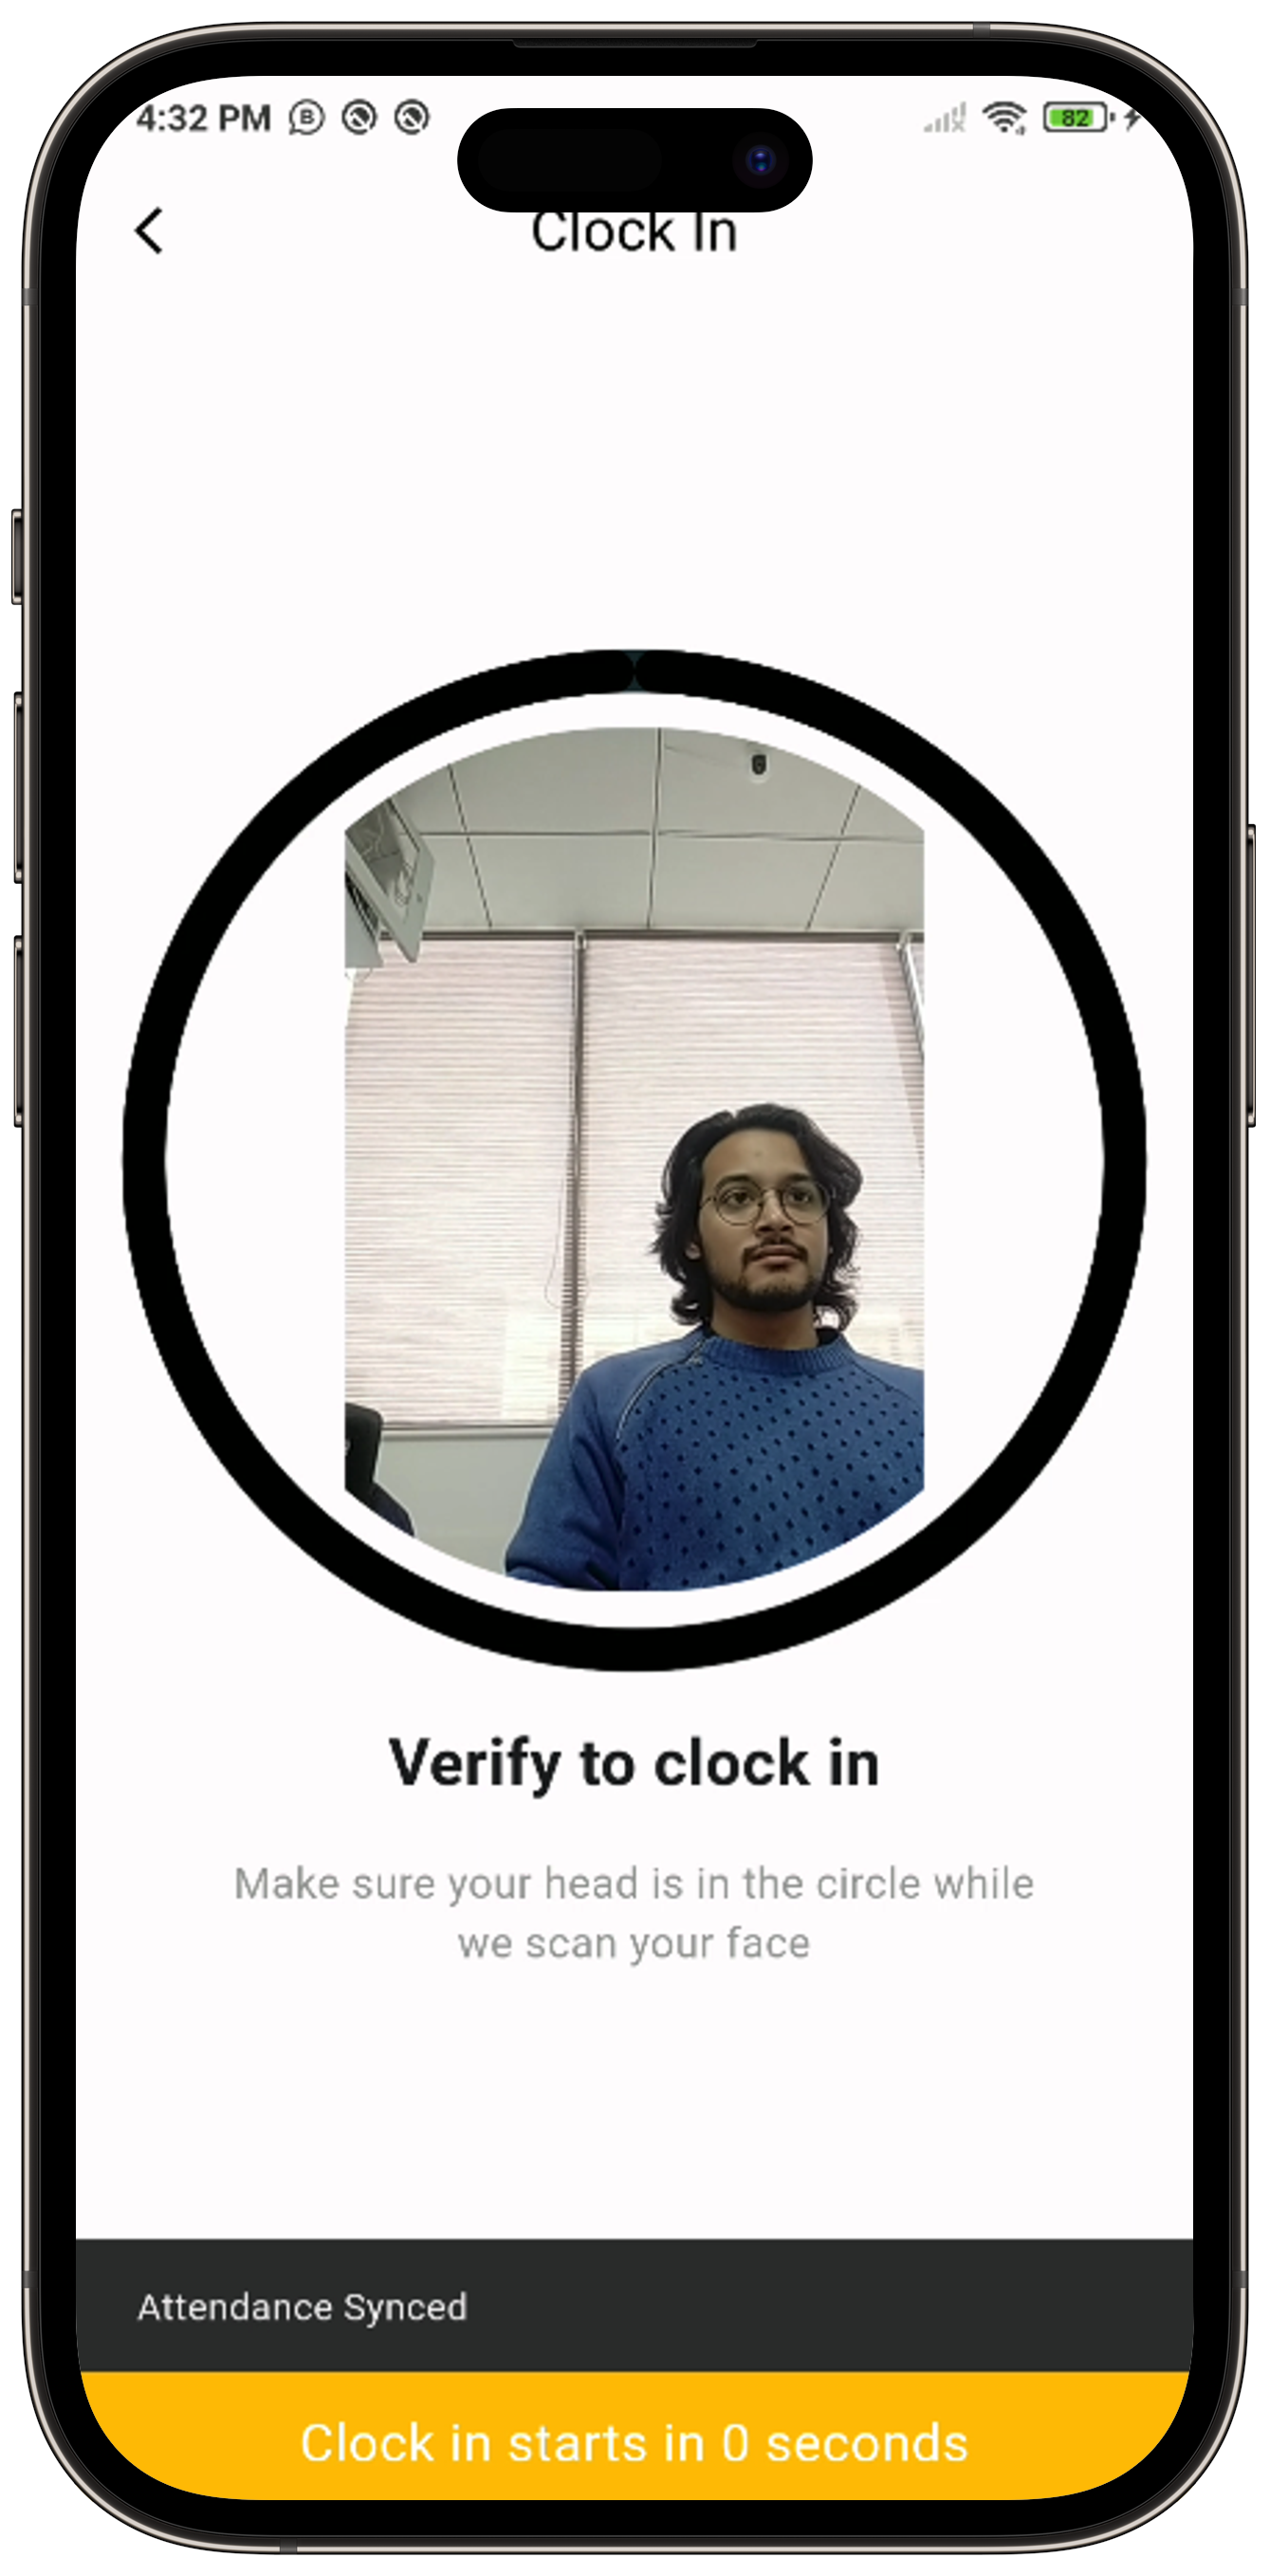 4:32 PM
82
Clock In
Verify to clock in
Make sure your head is in the circle while
we scan your face
Attendance Synced
Clock in starts in 0 seconds